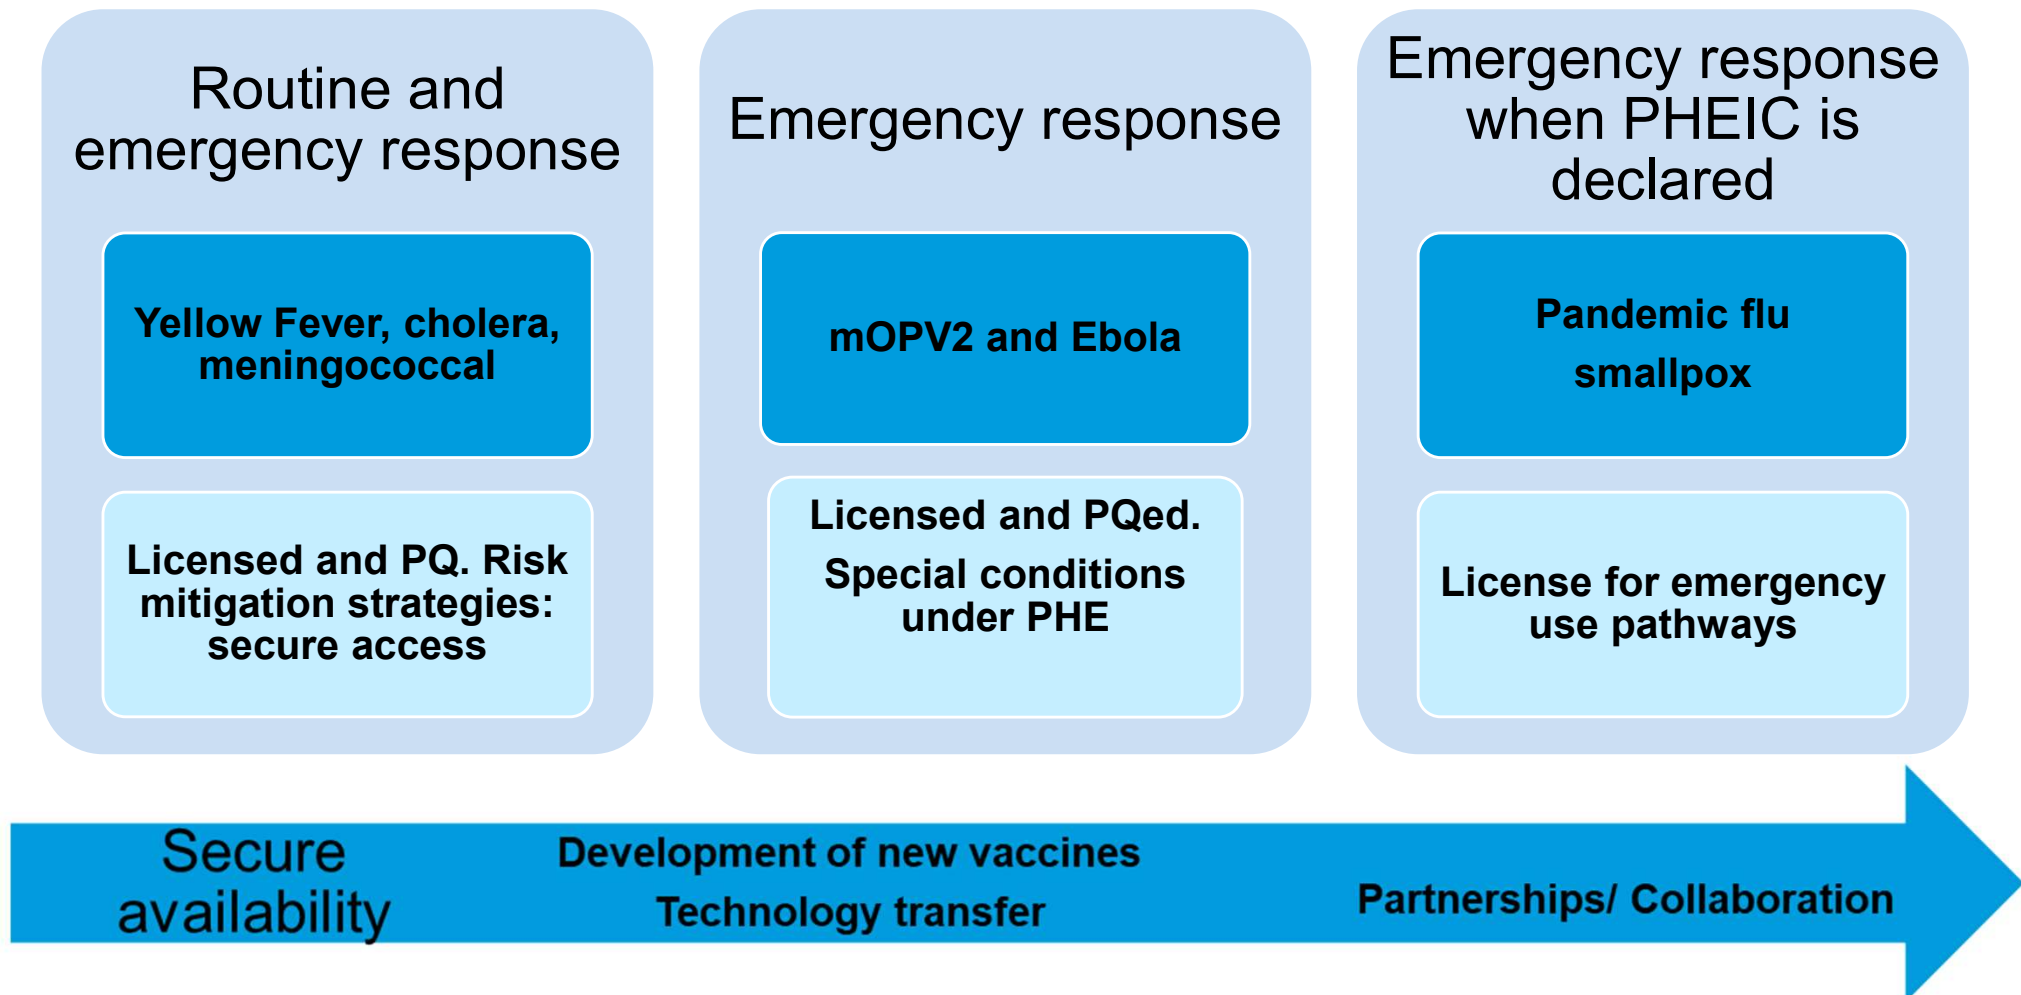 Routine and
emergency response
Yellow Fever, cholera,
meningococcal
Licensed and PQ. Risk
mitigation strategies:
secure access
Emergency response
mOPV2 and Ebola
Licensed and PQed.
Special conditions
under PHE
Emergency response
when PHEIC is
declared
Pandemic flu
smallpox
License for emergency
use pathways
Secure
availability
Development of new vaccines
Technology transfer
Partnerships/ Collaboration